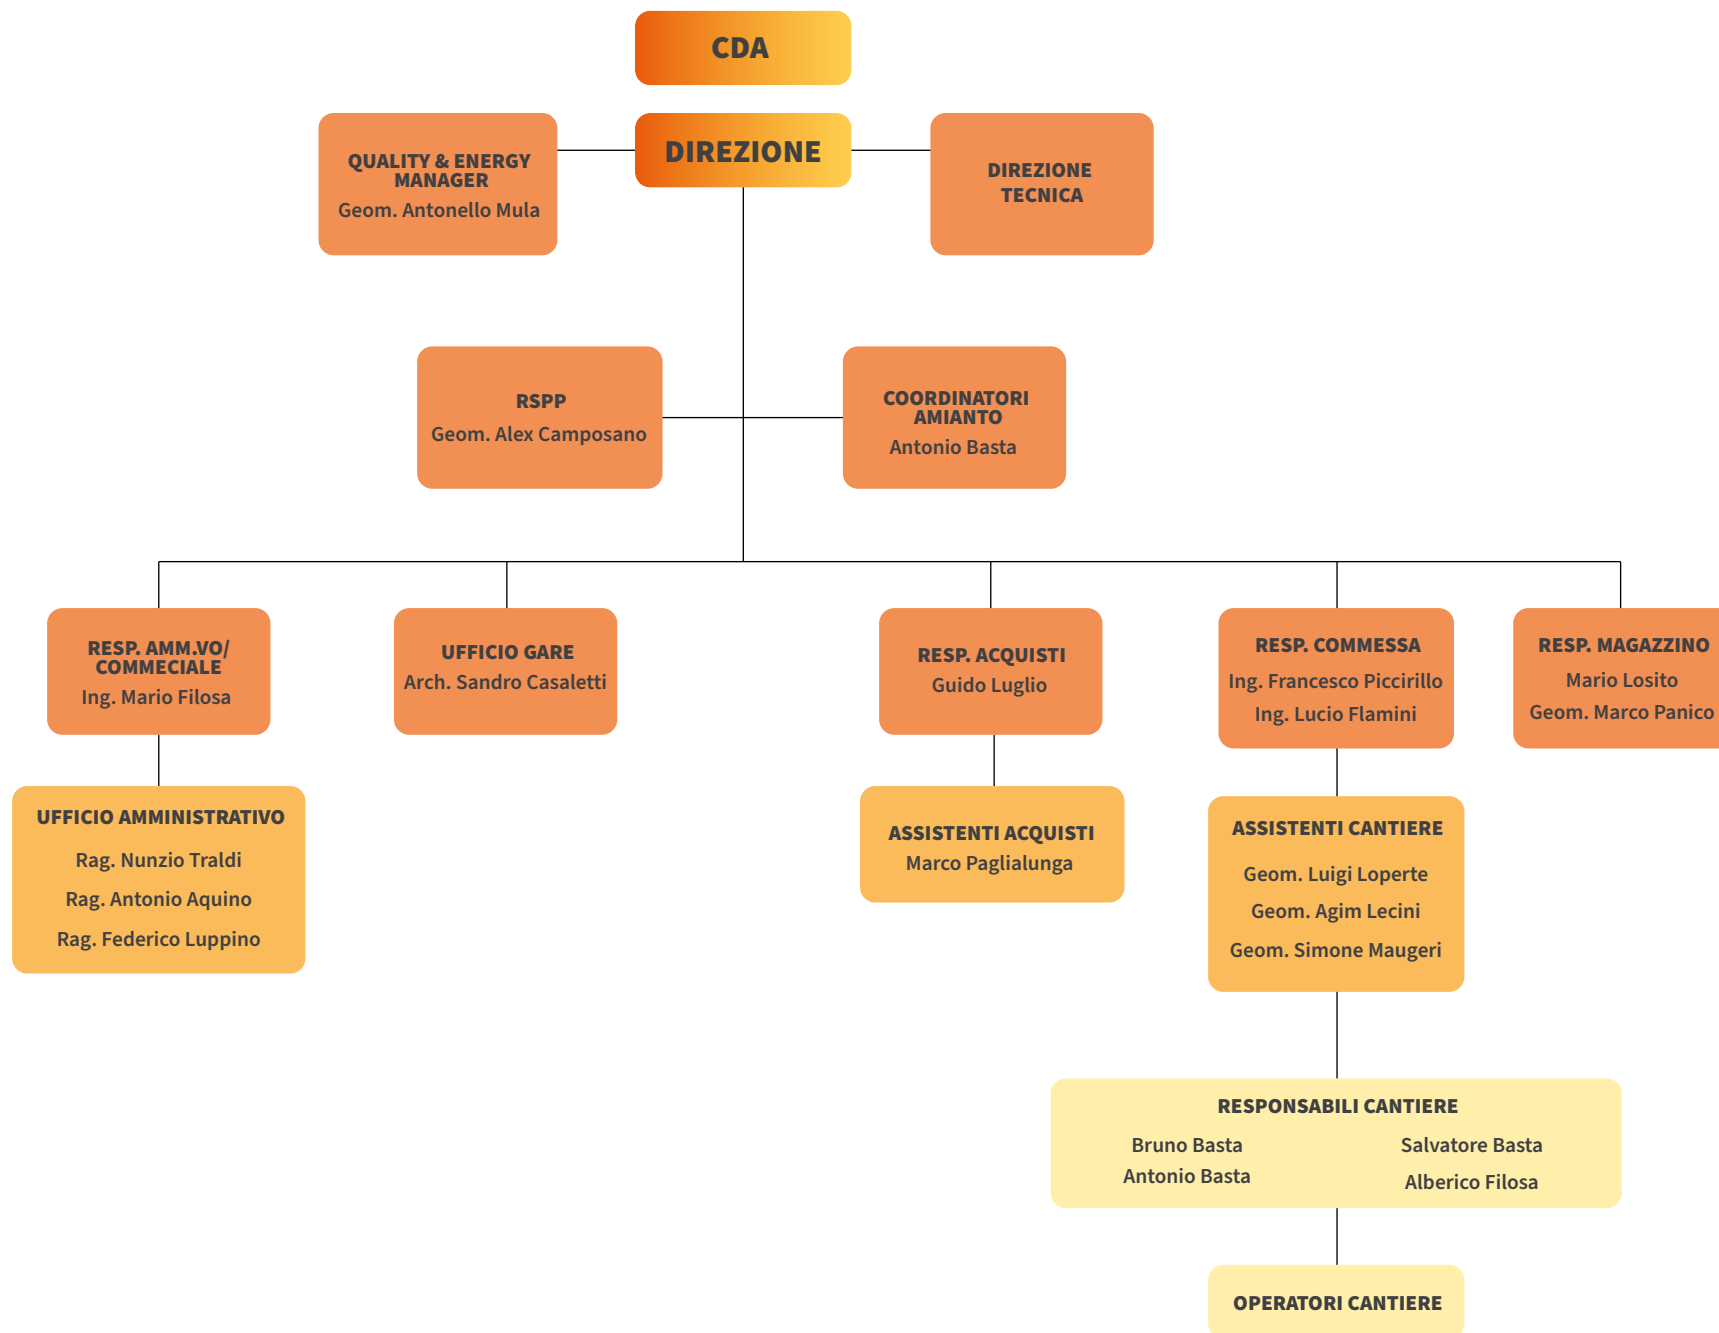 CDA
DIREZIONE
QUALITY & ENERGY
MANAGER
Geom. Antonello Mula
DIREZIONE
TECNICA
RSPP
Geom. Alex Camposano
COORDINATORI
AMIANTO
Antonio Basta
RESP. AMM.VO/
COMMECIALE
Ing. Mario Filosa
UFFICIO GARE
Arch. Sandro Casaletti
RESP. ACQUISTI
Guido Luglio
RESP. COMMESSA
Ing. Francesco Piccirillo
Ing. Lucio Flamini
RESP. MAGAZZINO
Mario Losito
Geom. Marco Panico
UFFICIO AMMINISTRATIVO
Rag. Nunzio Traldi
Rag. Antonio Aquino
Rag. Federico Luppino
ASSISTENTI ACQUISTI
Marco Paglialunga
ASSISTENTI CANTIERE
Geom. Luigi Loperte
Geom. Agim Lecini
Geom. Simone Maugeri
RESPONSABILI CANTIERE
Bruno Basta
Antonio Basta
Salvatore Basta
Alberico Filosa
OPERATORI CANTIERE